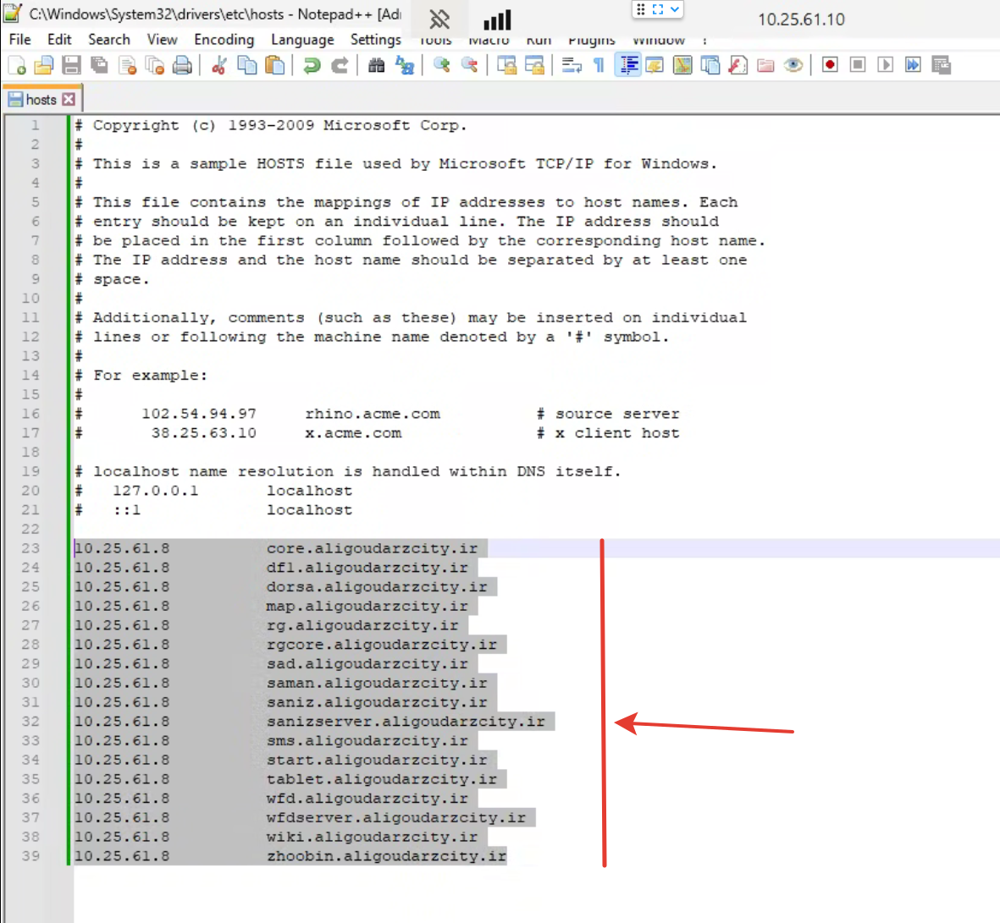 C:\Windows\System32\drivers\etc\hosts - Notepad++ [Ad
10.25.61.10
File Edit Search View Encoding Language Settings Tools Macro Run Plugins Window ?
hosts
1 # Copyright (c) 1993-2009 Microsoft Corp.
2 #
3 # This is a sample HOSTS file used by Microsoft TCP/IP for Windows.
4 #
5 # This file contains the mappings of IP addresses to host names. Each
6 # entry should be kept on an individual line. The IP address should
7 # be placed in the first column followed by the corresponding host name.
8 # The IP address and the host name should be separated by at least one
9 # space.
10 #
11 # Additionally, comments (such as these) may be inserted on individual
12 # lines or following the machine name denoted by a '#' symbol.
13 #
14 # For example:
15 #
16 # 102.54.94.97 rhino.acme.com # source server
17 # 38.25.63.10 x.acme.com # x client host
18
19 # localhost name resolution is handled within DNS itself.
20 # 127.0.0.1 localhost
21 # ::1 localhost
22
23 10.25.61.8 core.aligoudarzcity.ir
24 10.25.61.8 df1.aligoudarzcity.ir
25 10.25.61.8 dorsa.aligoudarzcity.ir
26 10.25.61.8 map.aligoudarzcity.ir
27 10.25.61.8 rg.aligoudarzcity.ir
28 10.25.61.8 rgcore.aligoudarzcity.ir
29 10.25.61.8 sad.aligoudarzcity.ir
30 10.25.61.8 saman.aligoudarzcity.ir
31 10.25.61.8 saniz.aligoudarzcity.ir
32 10.25.61.8 sanizserver.aligoudarzcity.ir
33 10.25.61.8 sms.aligoudarzcity.ir
34 10.25.61.8 start.aligoudarzcity.ir
35 10.25.61.8 tablet.aligoudarzcity.ir
36 10.25.61.8 wfd.aligoudarzcity.ir
37 10.25.61.8 wfdserver.aligoudarzcity.ir
38 10.25.61.8 wiki.aligoudarzcity.ir
39 10.25.61.8 zhoobin.aligoudarzcity.ir